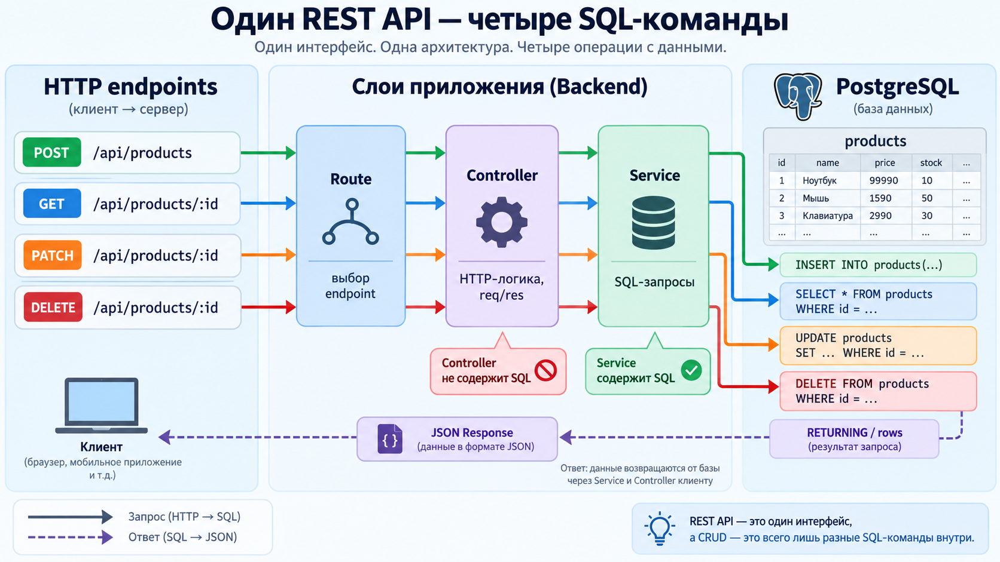 Один REST API — четыре SQL-команды
Один интерфейс. Одна архитектура. Четыре операции с данными.
HTTP endpoints
(клиент → сервер)
POST /api/products
GET /api/products/:id
PATCH /api/products/:id
DELETE /api/products/:id
Клиент
(браузер, мобильное приложение
и т.д.)
Слои приложения (Backend)
Route
выбор
endpoint
Controller
HTTP-логика,
req/res
Service
SQL-запросы
Controller
не содержит SQL
Service
содержит SQL
{ }
JSON Response
(данные в формате JSON)
Ответ: данные возвращаются от базы
через Service и Controller клиенту
PostgreSQL
(база данных)
products
id name price stock ...
1 Ноутбук 99990 10 ...
2 Мышь 1590 50 ...
3 Клавиатура 2990 30 ...
... ... ... ... ...
INSERT INTO products(...)
SELECT * FROM products
WHERE id = ...
UPDATE products
SET ... WHERE id = ...
DELETE FROM products
WHERE id = ...
RETURNING / rows
(результат запроса)
Запрос (HTTP → SQL)
Ответ (SQL → JSON)
REST API — это один интерфейс,
а CRUD — это всего лишь разные SQL-команды внутри.